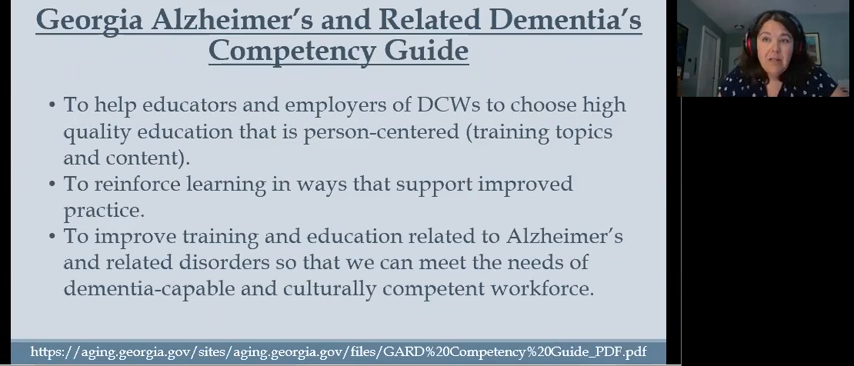 Georgia Alzheimer's and Related Dementia's
Competency Guide
• To help educators and employers of DCWs to choose high
quality education that is person-centered (training topics
and content).
• To reinforce learning in ways that support improved
practice.
• To improve training and education related to Alzheimer's
and related disorders so that we can meet the needs of
dementia-capable and culturally competent workforce.
https://aging.georgia.gov/sites/aging.georgia.gov/files/GARD%20Competency%20Guide_PDF.pdf